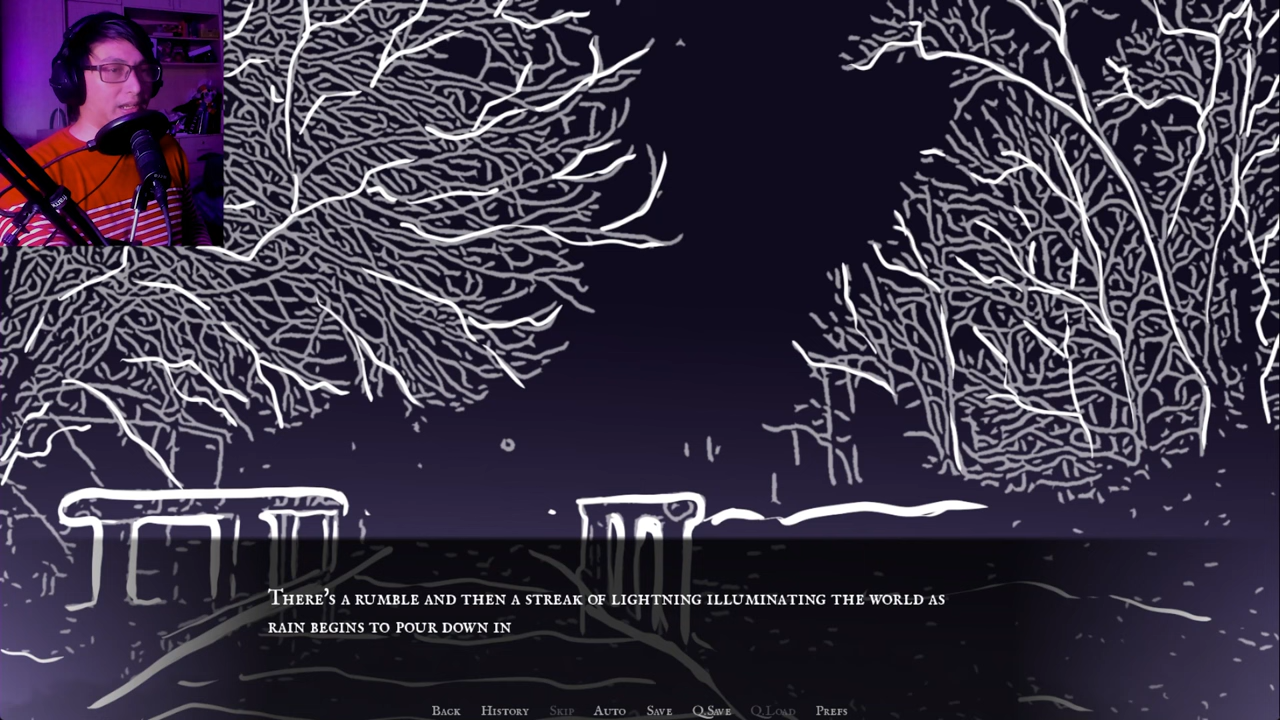 There's a rumble and then a streak of lightning illuminating the world as
rain begins to pour down in
Back History Skip Auto Save Q.Save Q.Load Prefs